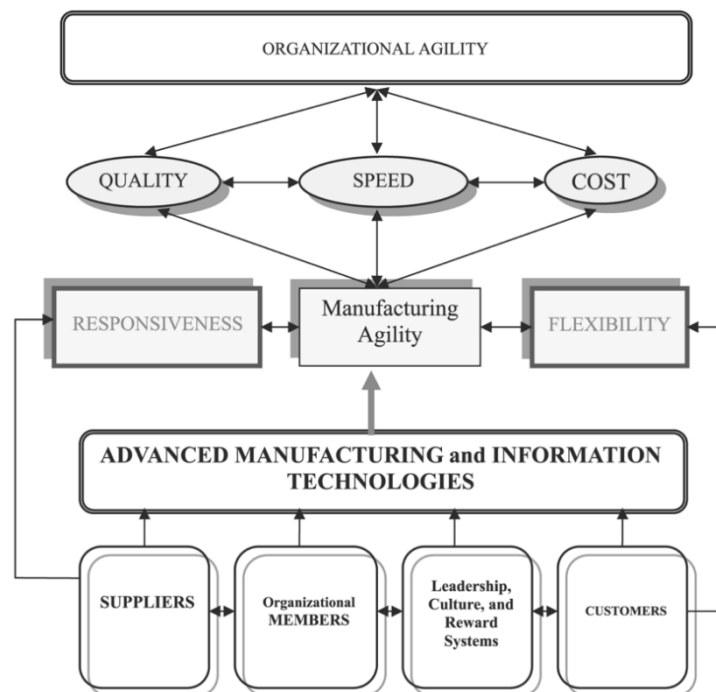 ORGANIZATIONAL AGILITY
QUALITY
SPEED
COST
RESPONSIVENESS
Manufacturing
Agility
FLEXIBILITY
ADVANCED MANUFACTURING and INFORMATION
TECHNOLOGIES
SUPPLIERS
Organizational
MEMBERS
Leadership,
Culture, and
Reward
Systems
CUSTOMERS